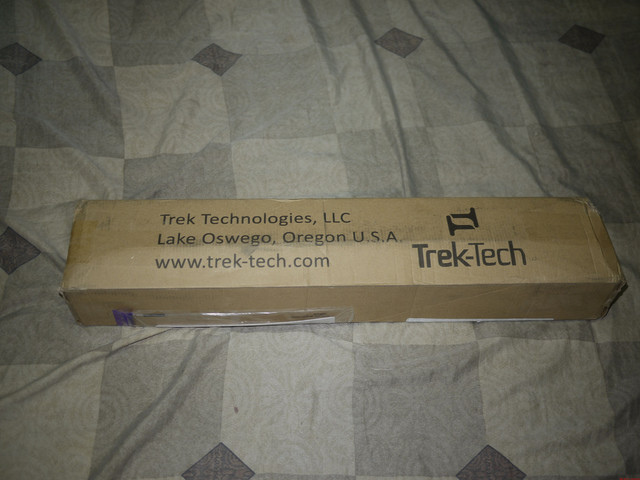 Trek Technologies, LLC
Lake Oswego, Oregon U.S.A.
www.trek-tech.com
Trek-Tech